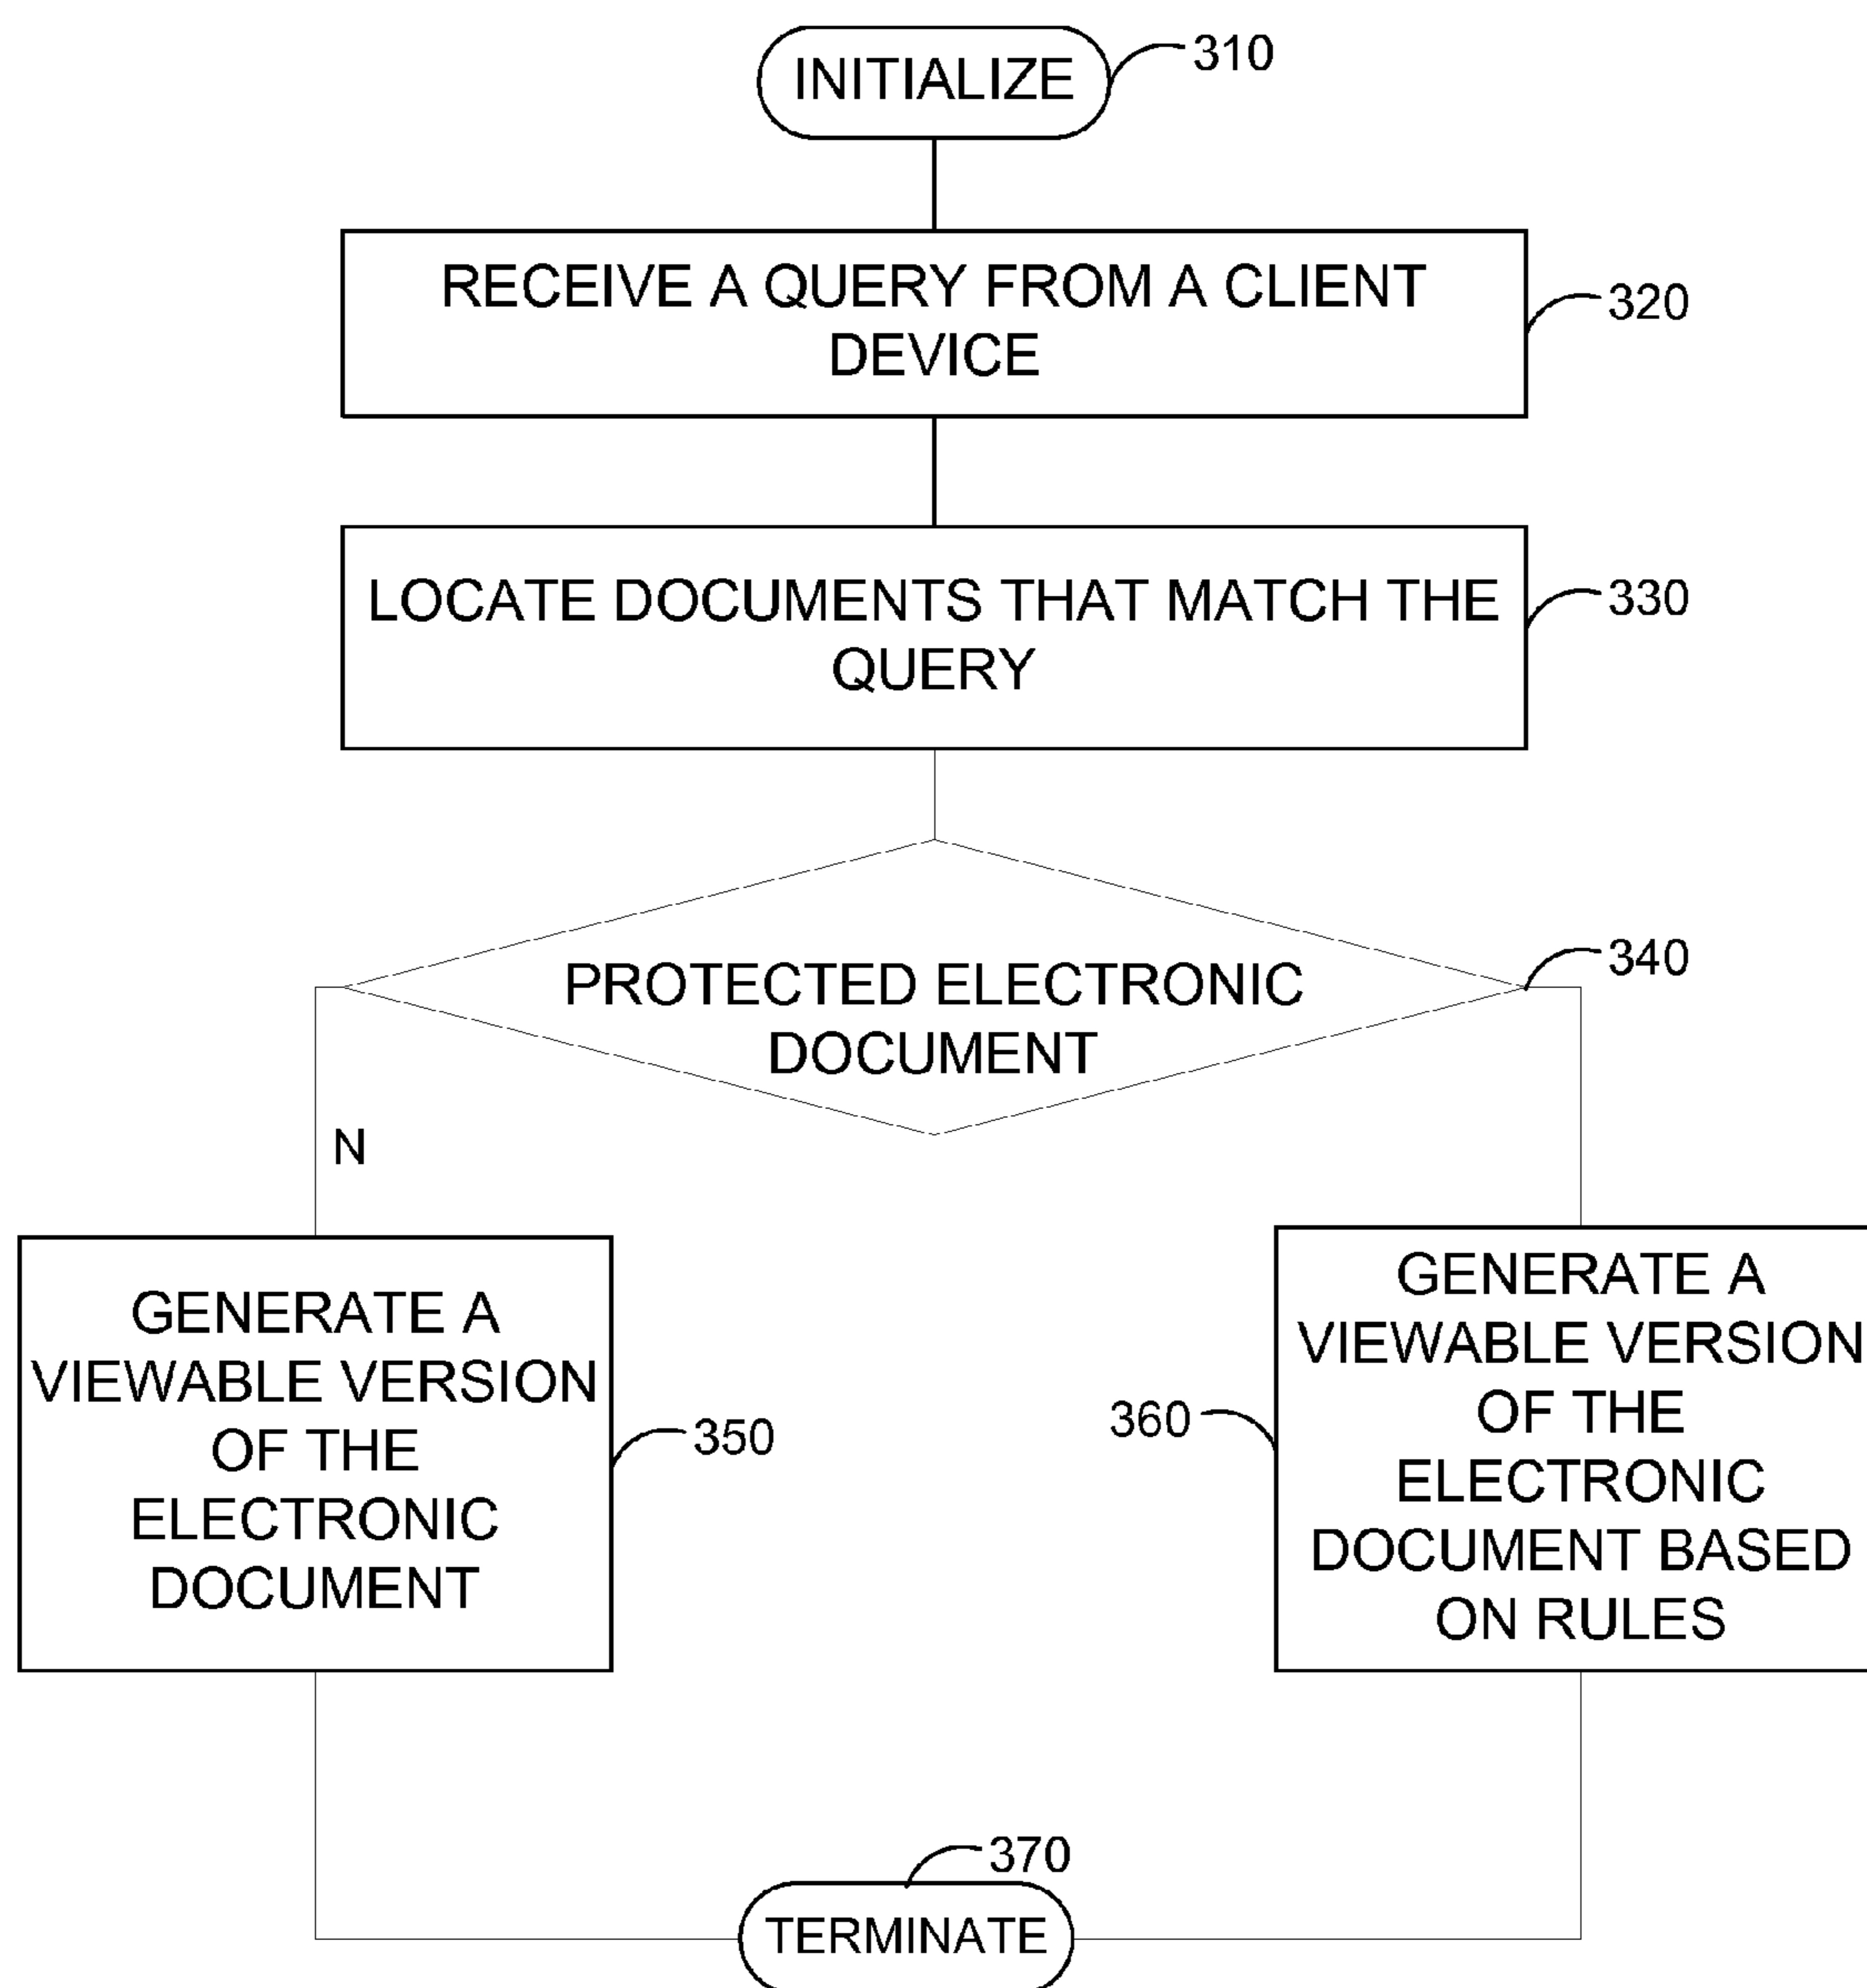 INITIALIZE
310
RECEIVE A QUERY FROM A CLIENT
DEVICE
320
LOCATE DOCUMENTS THAT MATCH THE
QUERY
330
PROTECTED ELECTRONIC
DOCUMENT
340
N
GENERATE A
VIEWABLE VERSION
OF THE
ELECTRONIC
DOCUMENT
350
360
GENERATE A
VIEWABLE VERSION
OF THE
ELECTRONIC
DOCUMENT BASED
ON RULES
370
TERMINATE